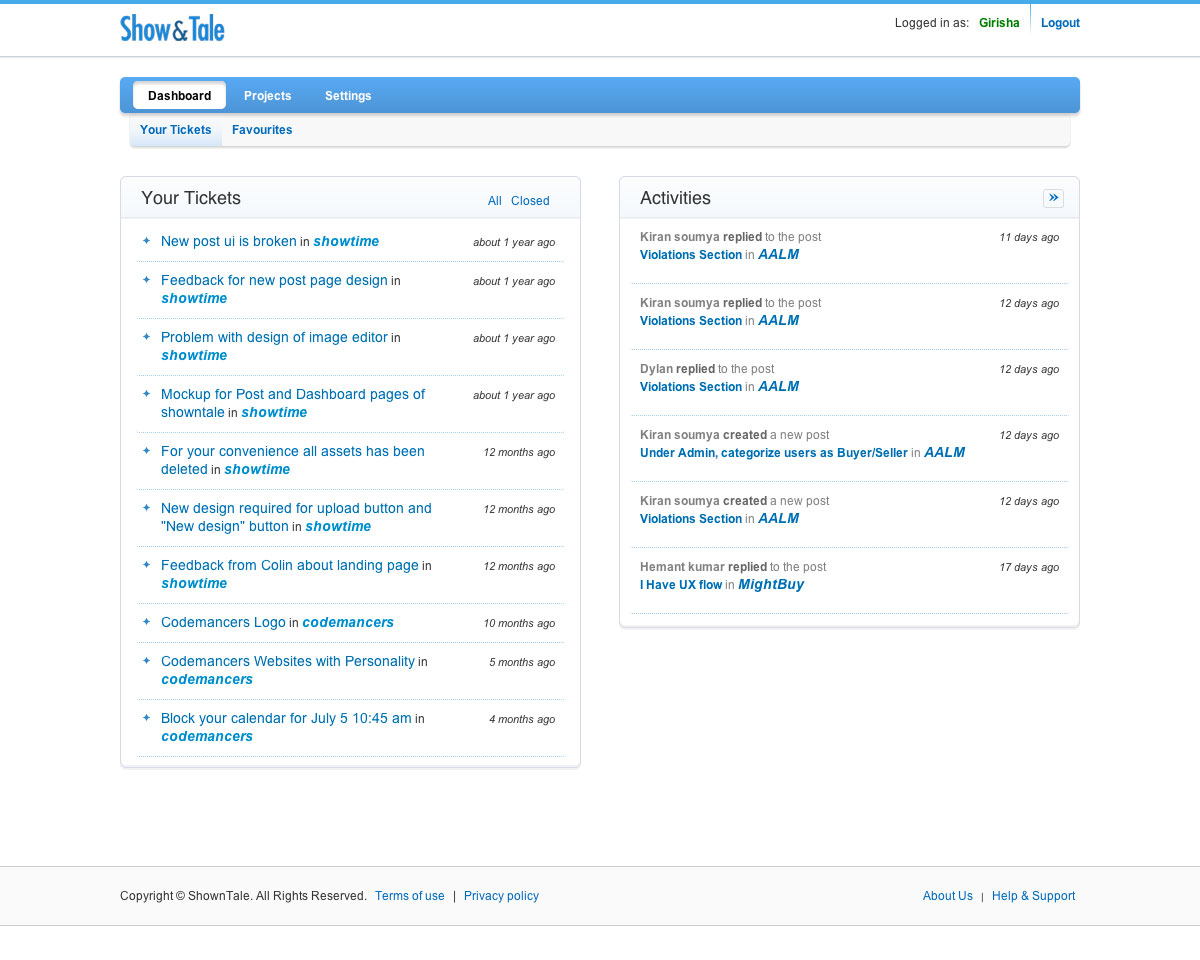 Show&Tale
Logged in as: Girisha Logout
Dashboard Projects Settings
Your Tickets Favourites
Your Tickets All Closed
New post ui is broken in showtime about 1 year ago
Feedback for new post page design in about 1 year ago
showtime
Problem with design of image editor in about 1 year ago
showtime
Mockup for Post and Dashboard pages of about 1 year ago
showntale in showtime
For your convenience all assets has been 12 months ago
deleted in showtime
New design required for upload button and 12 months ago
"New design" button in showtime
Feedback from Colin about landing page in 12 months ago
showtime
Codemancers Logo in codemancers 10 months ago
Codemancers Websites with Personality in 5 months ago
codemancers
Block your calendar for July 5 10:45 am in 4 months ago
codemancers
Activities »
Kiran soumya replied to the post 11 days ago
Violations Section in AALM
Kiran soumya replied to the post 12 days ago
Violations Section in AALM
Dylan replied to the post 12 days ago
Violations Section in AALM
Kiran soumya created a new post 12 days ago
Under Admin, categorize users as Buyer/Seller in AALM
Kiran soumya created a new post 12 days ago
Violations Section in AALM
Hemant kumar replied to the post 17 days ago
I Have UX flow in MightBuy
Copyright © ShownTale. All Rights Reserved. Terms of use | Privacy policy About Us | Help & Support